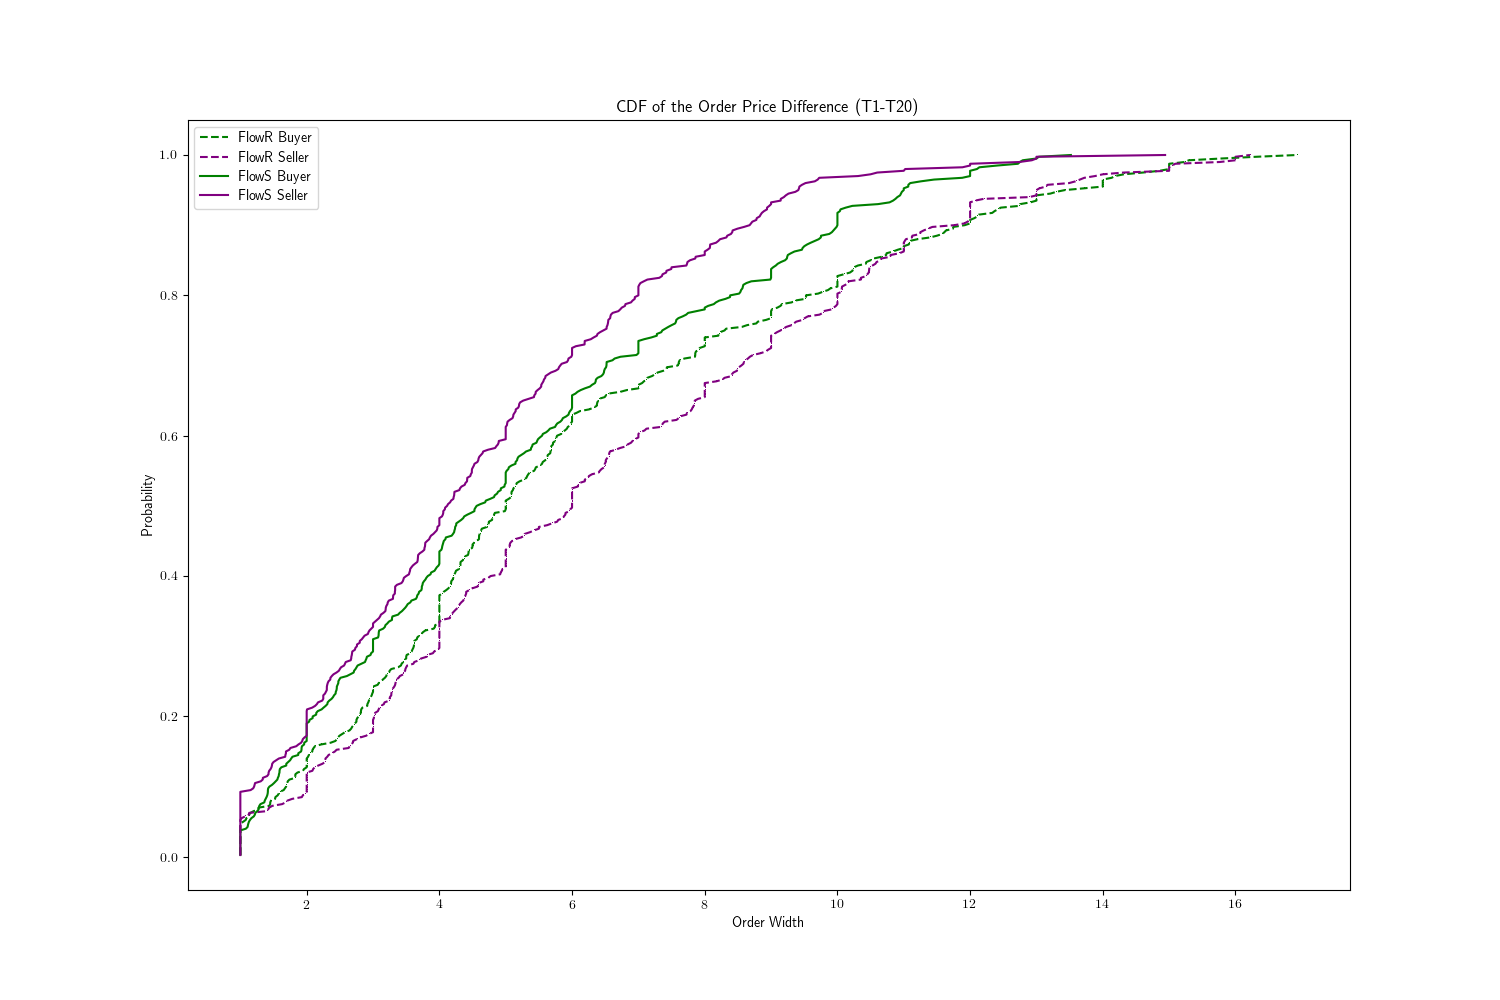 CDF of the Order Price Difference (T1-T20)
FlowR Buyer
FlowR Seller
FlowS Buyer
FlowS Seller
1.0
0.8
0.6
0.4
0.2
0.0
Probability
2 4 6 8 10 12 14 16
Order Width